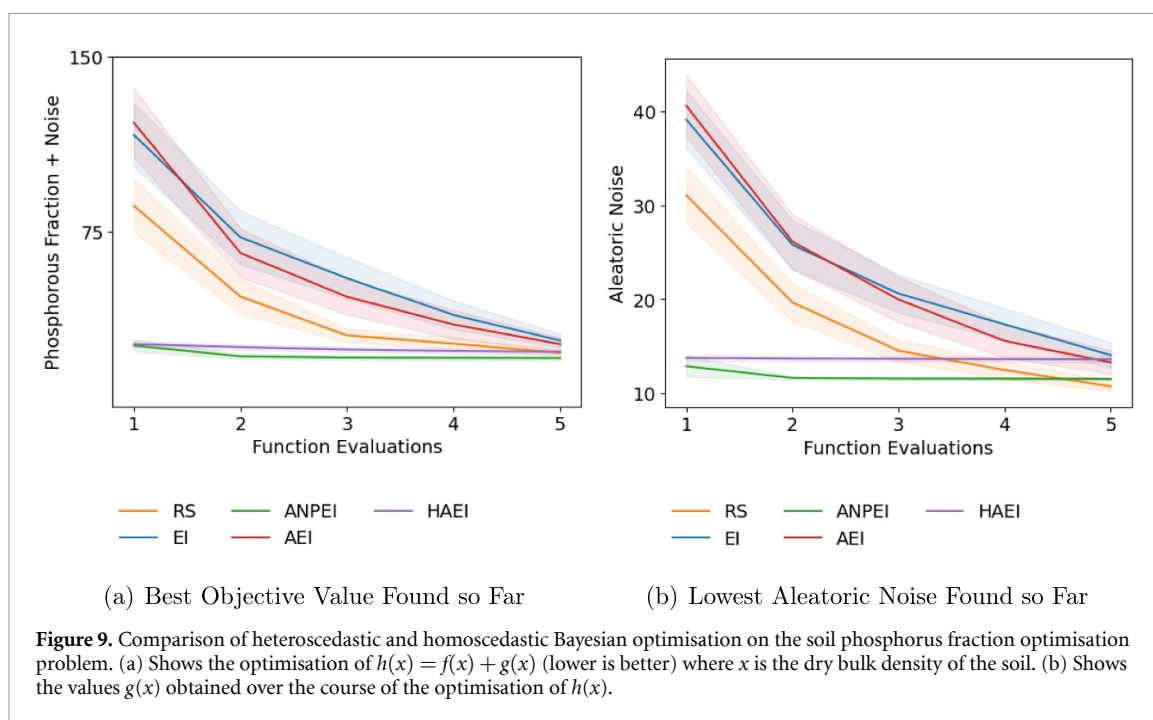 150
75
Phosphorous Fraction + Noise
1 2 3 4 5
Function Evaluations
RS ANPEI HAEI
EI AEI
(a) Best Objective Value Found so Far
40
30
20
10
Aleatoric Noise
1 2 3 4 5
Function Evaluations
RS ANPEI HAEI
EI AEI
(b) Lowest Aleatoric Noise Found so Far
Figure 9. Comparison of heteroscedastic and homoscedastic Bayesian optimisation on the soil phosphorus fraction optimisation
problem. (a) Shows the optimisation of h(x) = f(x) + g(x) (lower is better) where x is the dry bulk density of the soil. (b) Shows
the values g(x) obtained over the course of the optimisation of h(x).